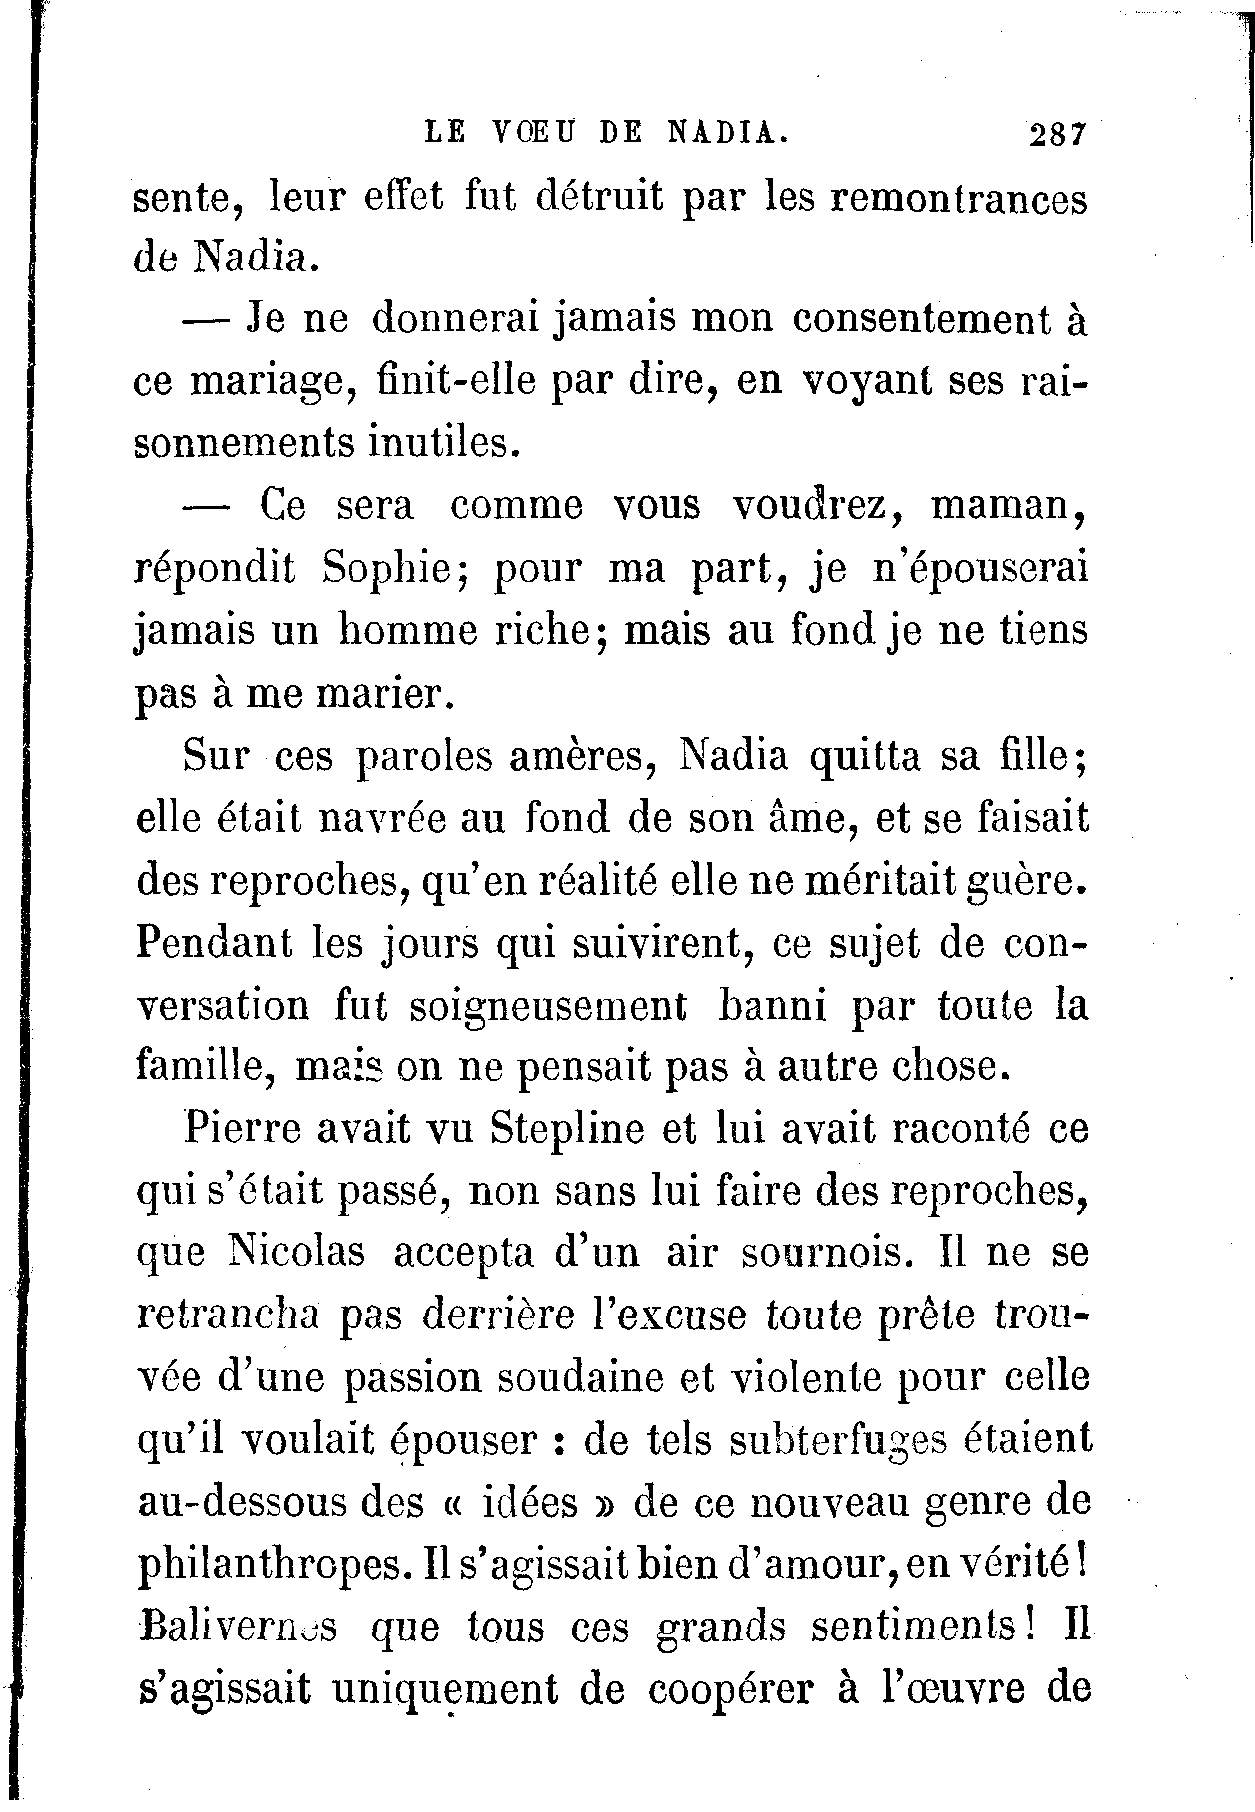 LE VŒU DE NADIA. 287
sente, leur effet fut détruit par les remontrances
de Nadia.
— Je ne donnerai jamais mon consentement à
ce mariage, finit-elle par dire, en voyant ses rai-
sonnements inutiles.
— Ce sera comme vous voudrez, maman,
répondit Sophie; pour ma part, je n'épouserai
jamais un homme riche; mais au fond je ne tiens
pas à me marier.
Sur ces paroles amères, Nadia quitta sa fille;
elle était navrée au fond de son âme, et se faisait
des reproches, qu'en réalité elle ne méritait guère.
Pendant les jours qui suivirent, ce sujet de con-
versation fut soigneusement banni par toute la
famille, mais on ne pensait pas à autre chose.
Pierre avait vu Stepline et lui avait raconté ce
qui s'était passé, non sans lui faire des reproches,
que Nicolas accepta d'un air sournois. Il ne se
retrancha pas derrière l'excuse toute prête trou-
vée d'une passion soudaine et violente pour celle
qu'il voulait épouser : de tels subterfuges étaient
au-dessous des « idées » de ce nouveau genre de
philanthropes. Il s'agissait bien d'amour, en vérité!
Balivernes que tous ces grands sentiments! Il
s'agissait uniquement de coopérer à l'œuvre de